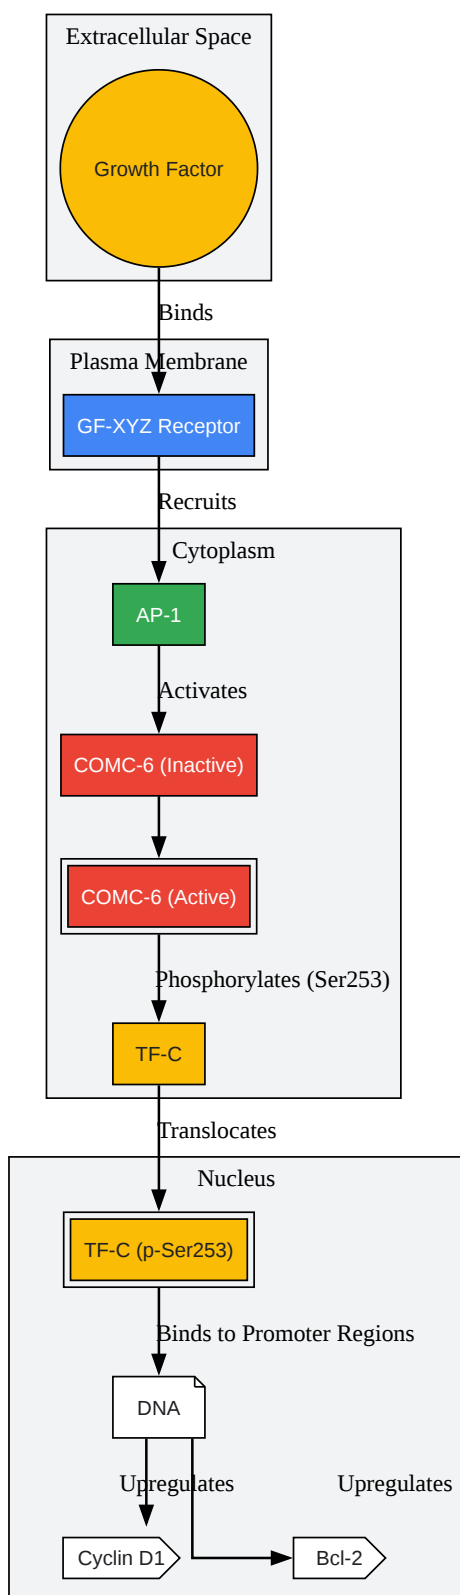 Extracellular Space
Growth Factor
Binds
Plasma Membrane
GF-XYZ Receptor
Recruits
Cytoplasm
AP-1
Activates
COMC-6 (Inactive)
COMC-6 (Active)
Phosphorylates (Ser253)
TF-C
Translocates
Nucleus
TF-C (p-Ser253)
Binds to Promoter Regions
DNA
Upregulates
Upregulates
Cyclin D1
Bcl-2